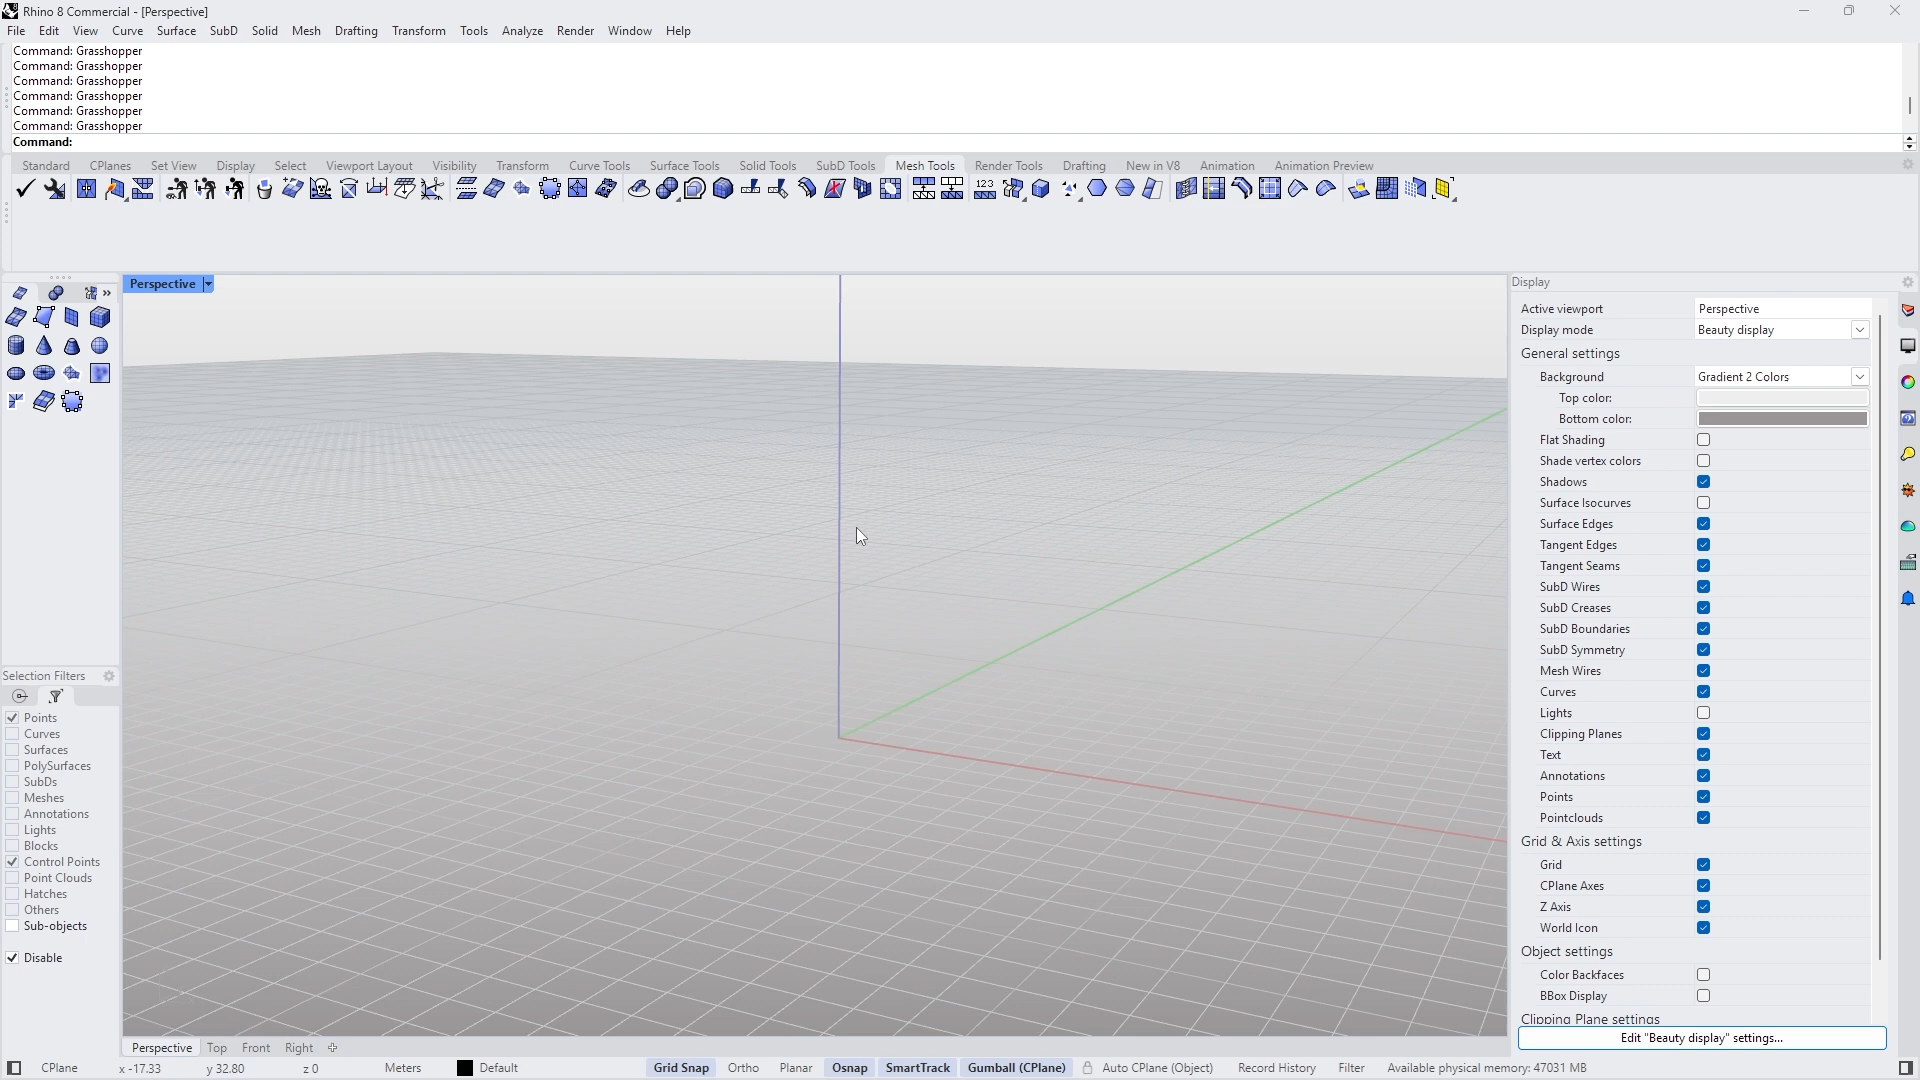 Rhino 8 Commercial - [Perspective]
File Edit View Curve Surface SubD Solid Mesh Drafting Transform Tools Analyze Render Window Help
Command: Grasshopper
Command: Grasshopper
Command: Grasshopper
Command: Grasshopper
Command: Grasshopper
Command: Grasshopper
Command:
Standard CPlanes Set View Display Select Viewport Layout Visibility Transform Curve Tools Surface Tools Solid Tools SubD Tools Mesh Tools Render Tools Drafting New in V8 Animation Animation Preview
123
Perspective
Display
Active viewport Perspective
Display mode Beauty display
General settings
Background Gradient 2 Colors
Top color:
Bottom color:
Flat Shading
Shade vertex colors
Shadows
Surface Isocurves
Surface Edges
Tangent Edges
Tangent Seams
SubD Wires
SubD Creases
SubD Boundaries
SubD Symmetry
Mesh Wires
Curves
Lights
Clipping Planes
Text
Annotations
Points
Pointclouds
Grid & Axis settings
Grid
CPlane Axes
Z Axis
World Icon
Object settings
Color Backfaces
BBox Display
Clipping Plane settings
Edit "Beauty display" settings...
Selection Filters
Points
Curves
Surfaces
PolySurfaces
SubDs
Meshes
Annotations
Lights
Blocks
Control Points
Point Clouds
Hatches
Others
Sub-objects
Disable
Perspective Top Front Right
CPlane x -17.33 y 32.80 z 0 Meters Default Grid Snap Ortho Planar Osnap SmartTrack Gumball (CPlane) Auto CPlane (Object) Record History Filter Available physical memory: 47031 MB